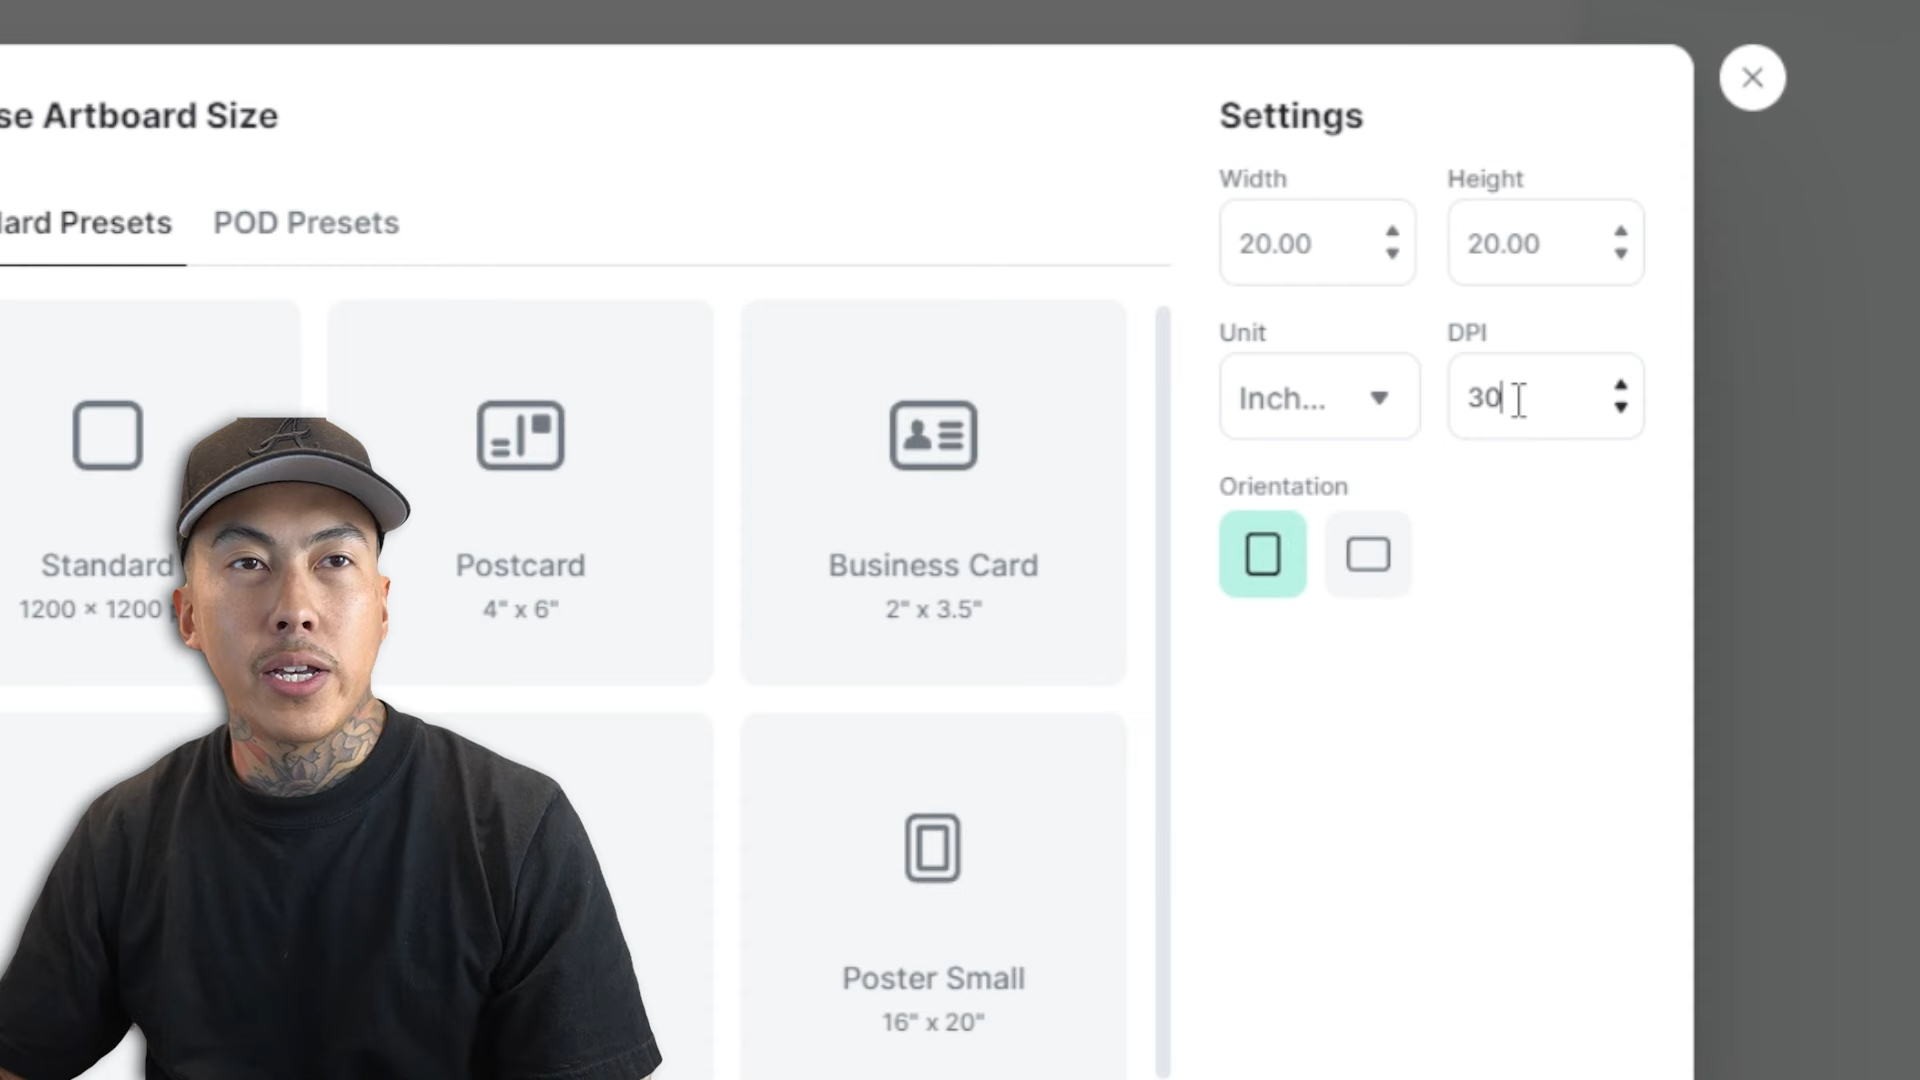 se Artboard Size
Settings
Width
Height
20.00
20.00
lard Presets
POD Presets
Unit
DPI
Inch...
30
Orientation
Standard
1200 × 1200
Postcard
4" x 6"
Business Card
2" x 3.5"
Poster Small
16" x 20"